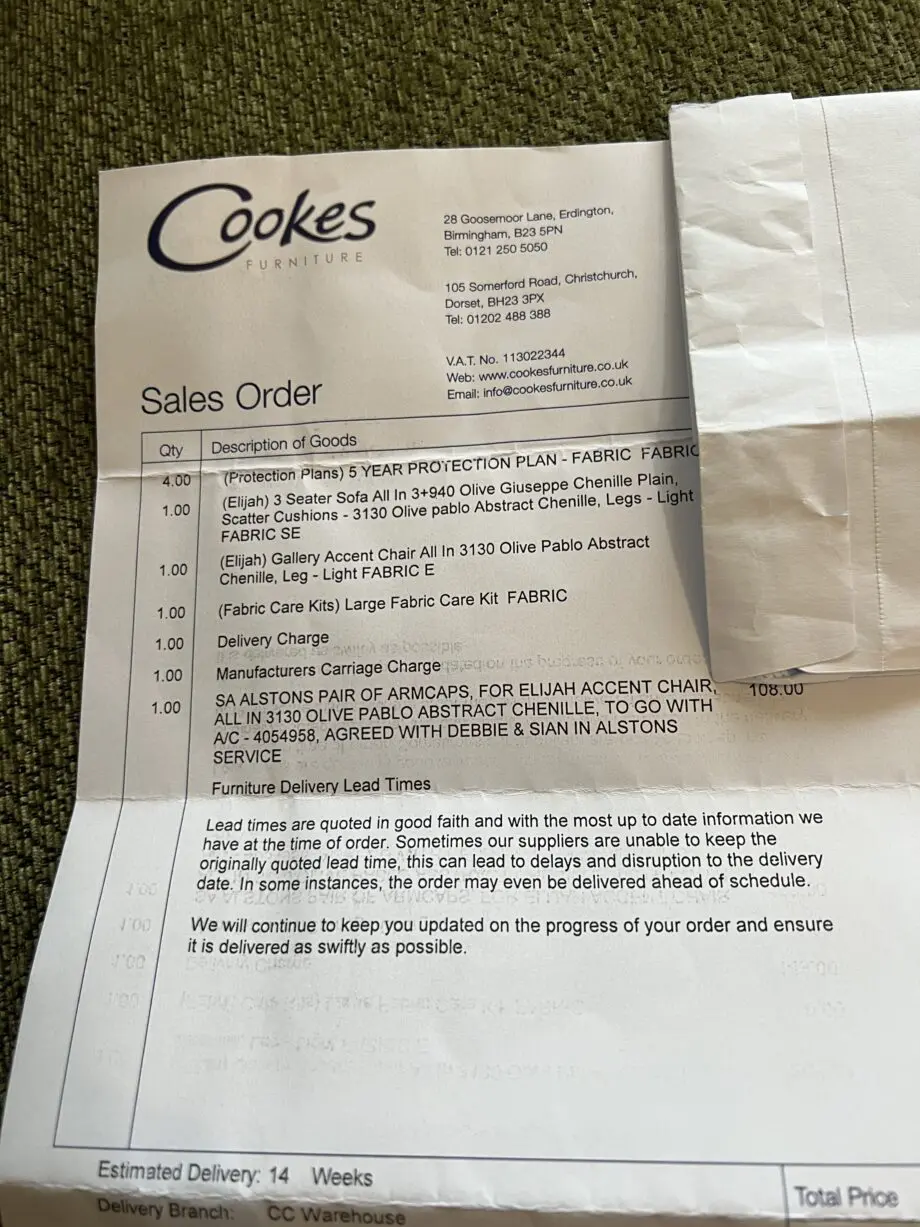 Cookes
FURNITURE
28 Goosemoor Lane, Erdington,
Birmingham, B23 5PN
Tel: 0121 250 5050
105 Somerford Road, Christchurch,
Dorset, BH23 3PX
Tel: 01202 488 388
V.A.T. No. 113022344
Web: www.cookesfurniture.co.uk
Email: info@cookesfurniture.co.uk
Sales Order
Qty Description of Goods
4.00 (Protection Plans) 5 YEAR PROTECTION PLAN - FABRIC FABRIC
1.00 (Elijah) 3 Seater Sofa All In 3+940 Olive Giuseppe Chenille Plain,
Scatter Cushions - 3130 Olive pablo Abstract Chenille, Legs - Light
FABRIC SE
1.00 (Elijah) Gallery Accent Chair All In 3130 Olive Pablo Abstract
Chenille, Leg - Light FABRIC E
1.00 (Fabric Care Kits) Large Fabric Care Kit FABRIC
1.00 Delivery Charge
1.00 Manufacturers Carriage Charge
1.00 SA ALSTONS PAIR OF ARMCAPS, FOR ELIJAH ACCENT CHAIR, 108.00
ALL IN 3130 OLIVE PABLO ABSTRACT CHENILLE, TO GO WITH
A/C - 4054958, AGREED WITH DEBBIE & SIAN IN ALSTONS
SERVICE
Furniture Delivery Lead Times
Lead times are quoted in good faith and with the most up to date information we
have at the time of order. Sometimes our suppliers are unable to keep the
originally quoted lead time, this can lead to delays and disruption to the delivery
date. In some instances, the order may even be delivered ahead of schedule.
We will continue to keep you updated on the progress of your order and ensure
it is delivered as swiftly as possible.
Estimated Delivery: 14 Weeks
Total Price
Delivery Branch: CC Warehouse